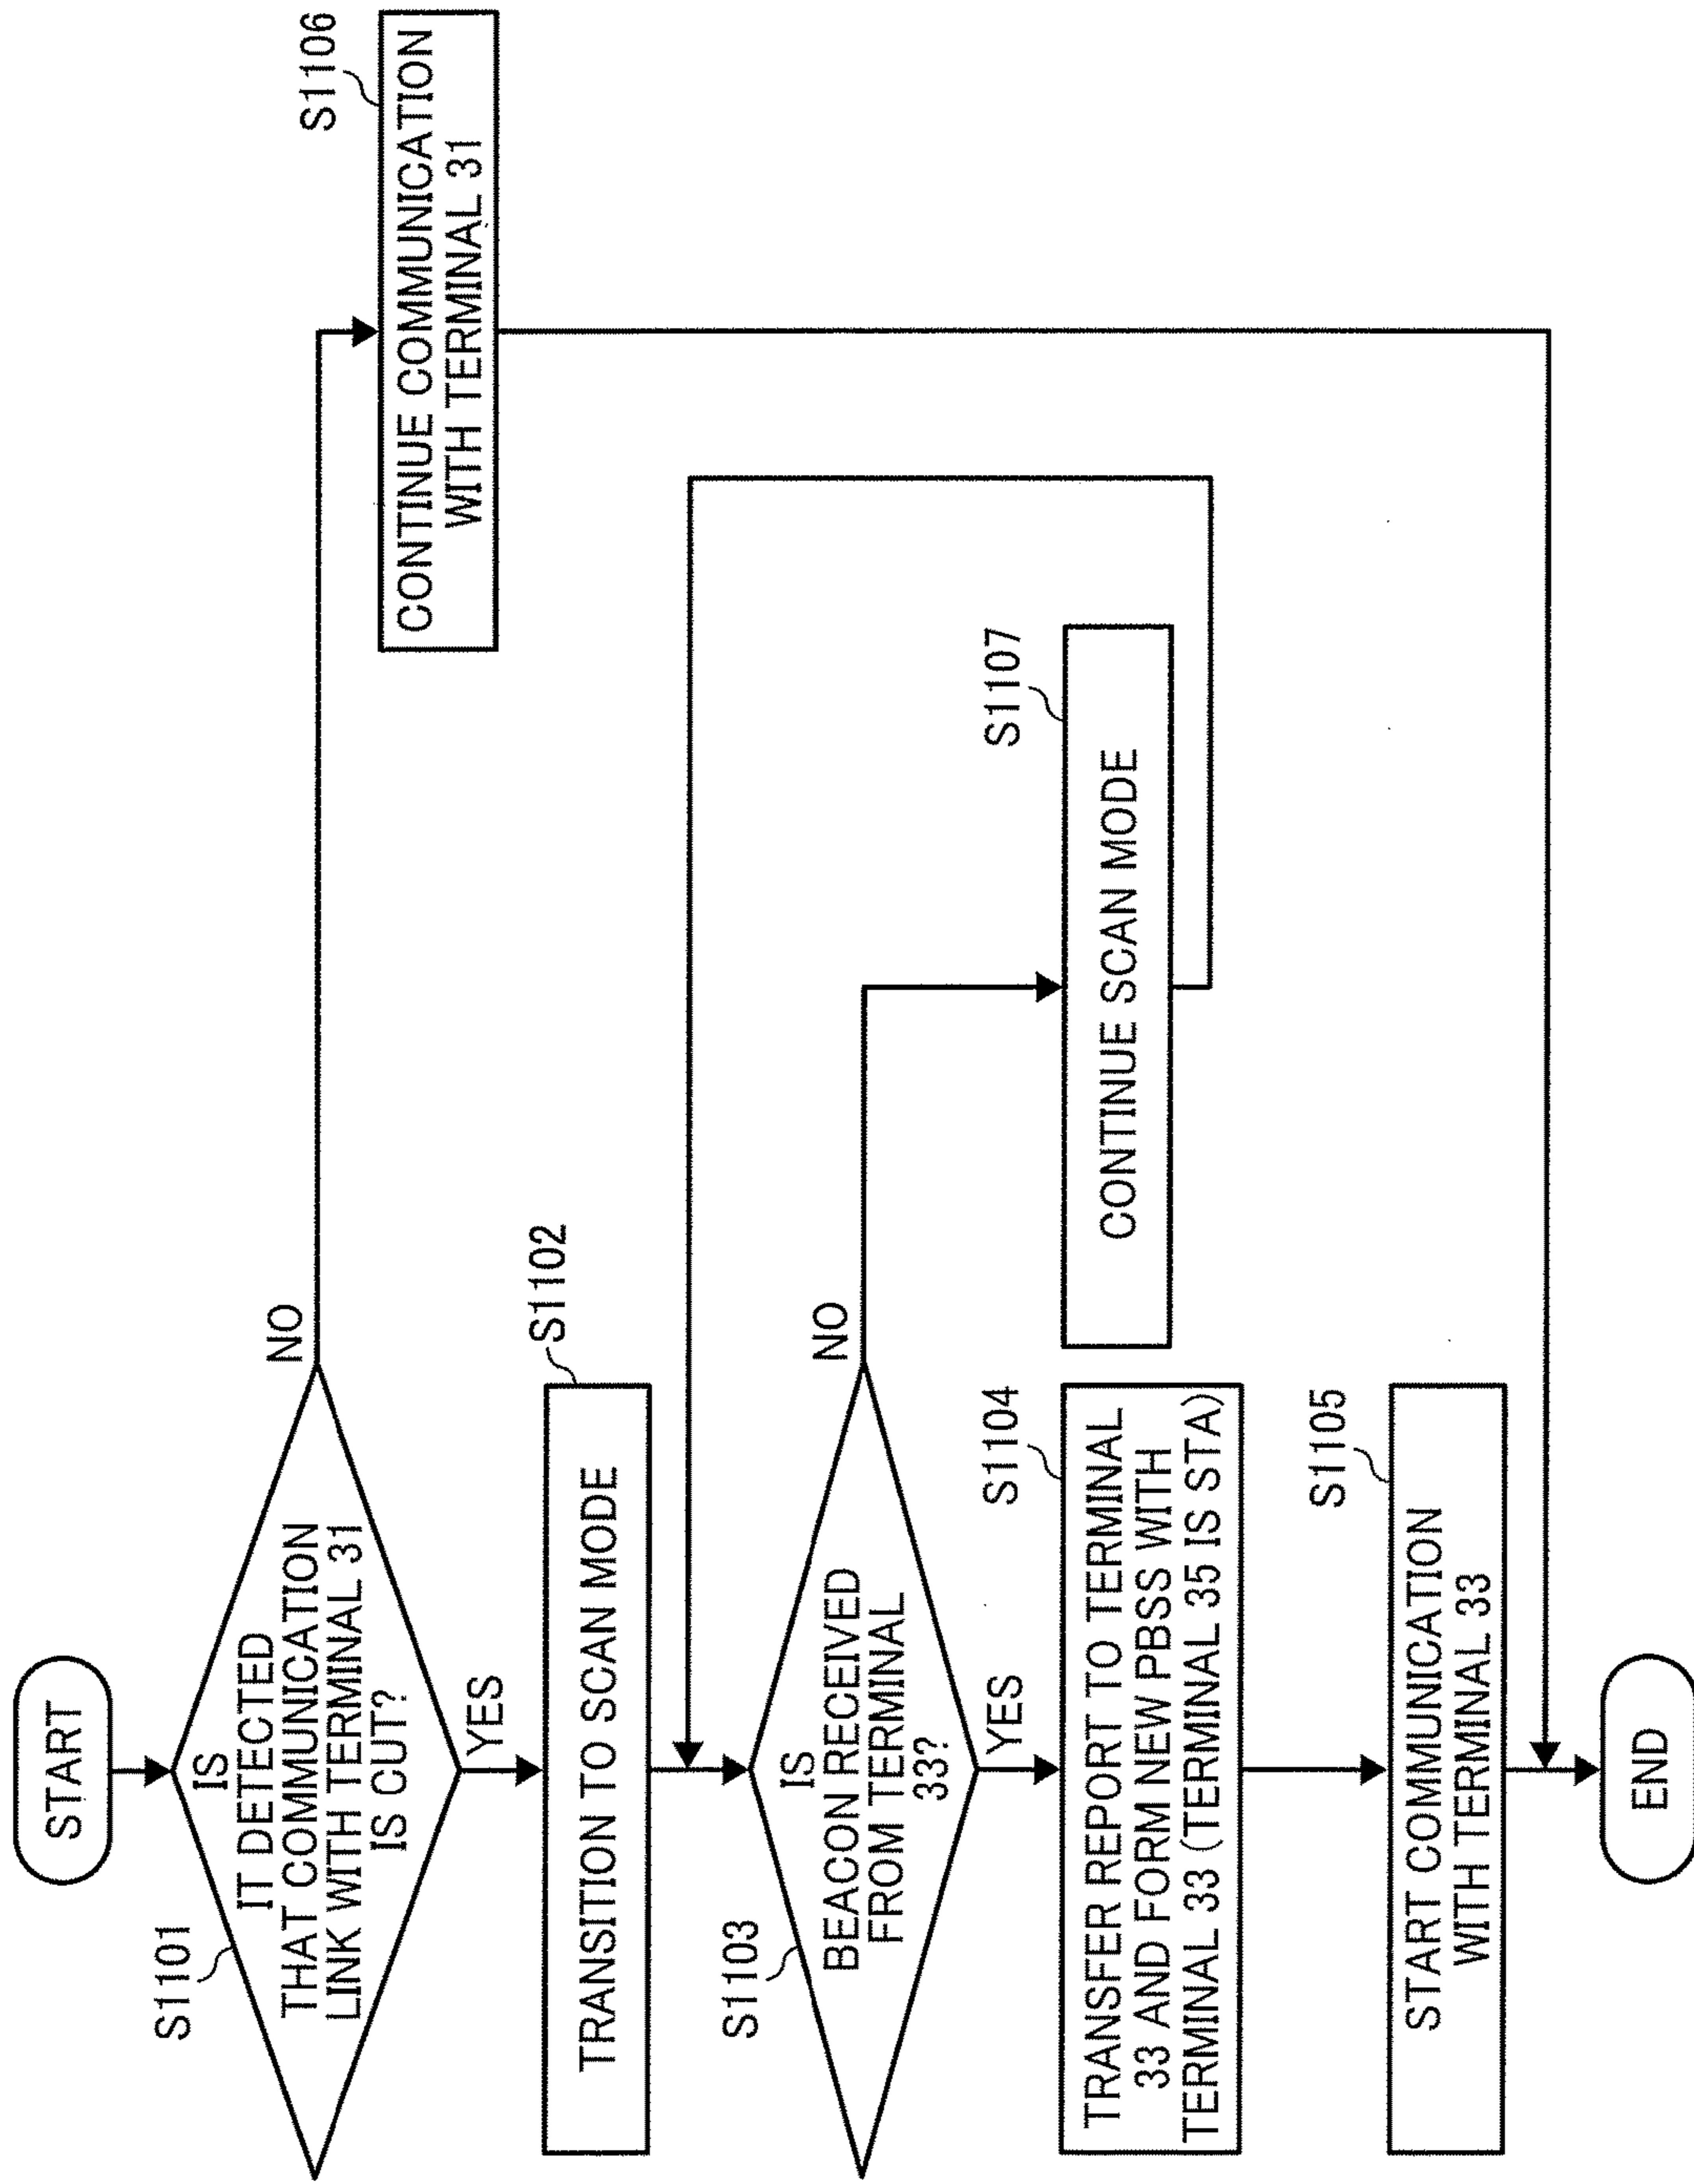 START
S1101
IS
IT DETECTED
THAT COMMUNICATION
LINK WITH TERMINAL 31
IS CUT?
NO
YES
S1106
CONTINUE COMMUNICATION
WITH TERMINAL 31
S1102
TRANSITION TO SCAN MODE
S1103
IS
BEACON RECEIVED
FROM TERMINAL
33?
NO
YES
S1107
CONTINUE SCAN MODE
S1104
TRANSFER REPORT TO TERMINAL
33 AND FORM NEW PBSS WITH
TERMINAL 33 (TERMINAL 35 IS STA)
S1105
START COMMUNICATION
WITH TERMINAL 33
END